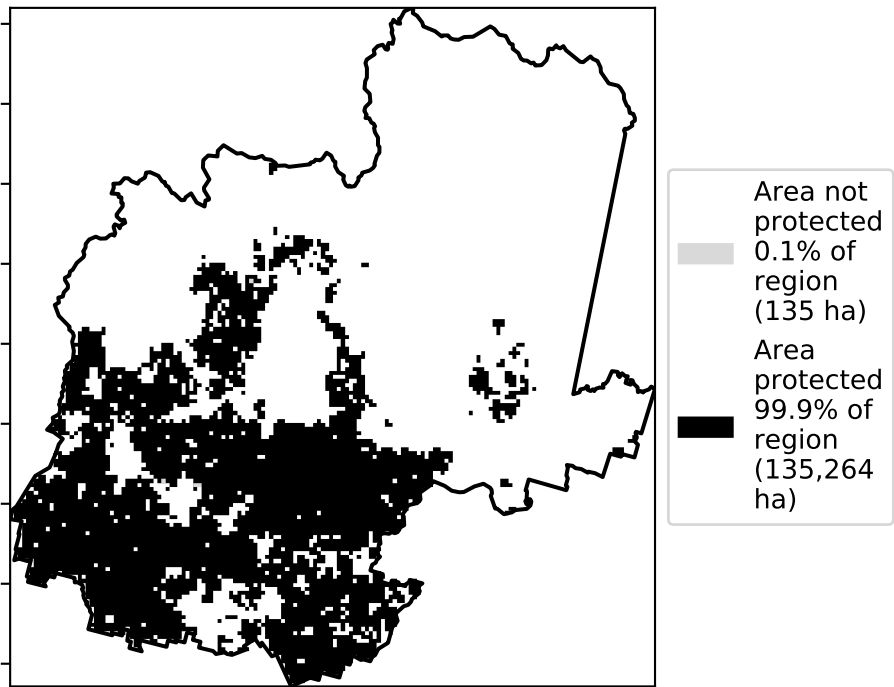 Area not
protected
0.1% of
region
(135 ha)
Area
protected
99.9% of
region
(135,264
ha)